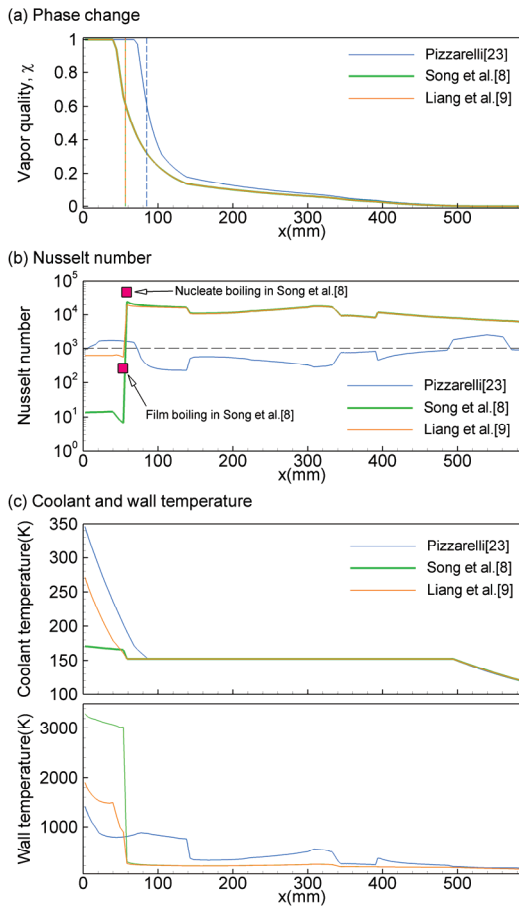 (a) Phase change
Vapor quality, χ
1
0.8
0.6
0.4
0.2
0
Pizzarelli[23]
Song et al.[8]
Liang et al.[9]
0 100 200 300 400 500
x(mm)
(b) Nusselt number
Nusselt number
10^5
10^4
10^3
10^2
10^1
10^0
Nucleate boiling in Song et al.[8]
Film boiling in Song et al.[8]
Pizzarelli[23]
Song et al.[8]
Liang et al.[9]
0 100 200 300 400 500
x(mm)
(c) Coolant and wall temperature
Coolant temperature(K)
350
300
250
200
150
100
Pizzarelli[23]
Song et al.[8]
Liang et al.[9]
Wall temperature(K)
3000
2000
1000
0 100 200 300 400 500
x(mm)